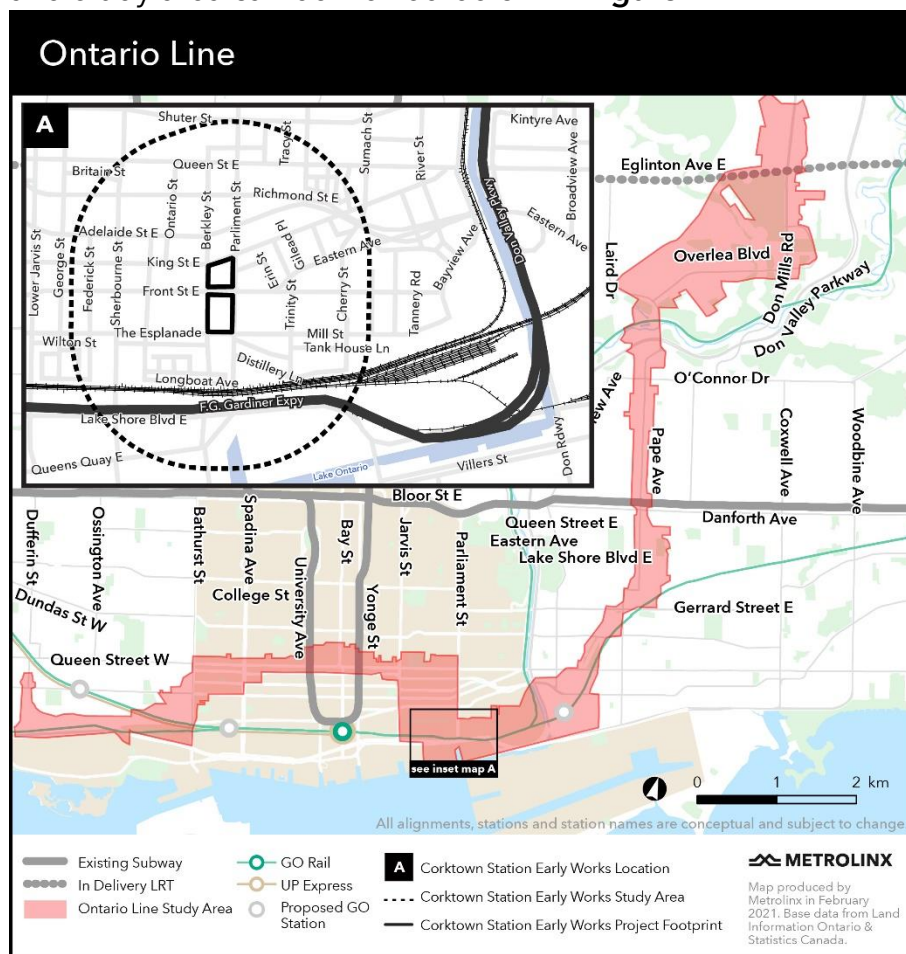 Ontario Line
A
Shuter St
Tracy St
Sumach St
River St
Kintyre Ave
Broadview Ave
Britain St
Queen St E
Ontario St
Berkley St
Parliment St
Richmond St E
Don Valley Pkwy
Eastern Ave
Lower Jarvis St
George St
Federick St
Sherbourne St
Adelaide St E
King St E
Front St E
The Esplanade
Erin St
Gilead Pl
Eastern Ave
Bayview Ave
Trinity St
Cherry St
Tannery Rd
Wilton St
Mill St
Tank House Ln
Distillery Ln
Longboat Ave
F.G. Gardiner Expy
Lake Shore Blvd E
Queens Quay E
Lake Ontario
Villers St
Don Rdwy
Eglinton Ave E
Laird Dr
Overlea Blvd
Don Mills Rd
Don Valley Parkway
O'Connor Dr
Pape Ave
Coxwell Ave
Woodbine Ave
Bloor St E
Danforth Ave
Dufferin St
Ossington Ave
Bathurst St
Spadina Ave
University Ave
Bay St
Yonge St
Jarvis St
Parliament St
Queen Street E
Eastern Ave
Lake Shore Blvd E
College St
Dundas St W
Gerrard Street E
Queen Street W
see inset map A
0 1 2 km
All alignments, stations and station names are conceptual and subject to change
Existing Subway
In Delivery LRT
Ontario Line Study Area
GO Rail
UP Express
Proposed GO
Station
A Corktown Station Early Works Location
Corktown Station Early Works Study Area
Corktown Station Early Works Project Footprint
METROLINX
Map produced by
Metrolinx in February
2021. Base data from Land
Information Ontario &
Statistics Canada.